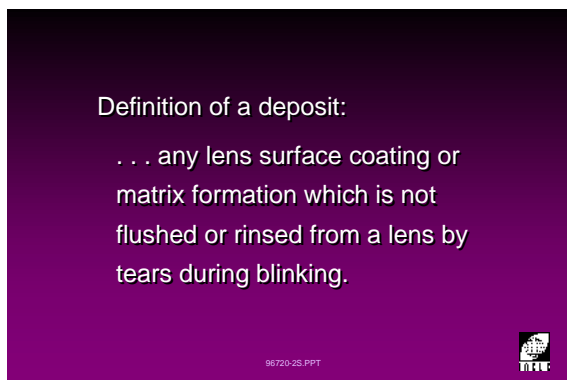 Definition of a deposit:
. . . any lens surface coating or
matrix formation which is not
flushed or rinsed from a lens by
tears during blinking.
96720-2S.PPT